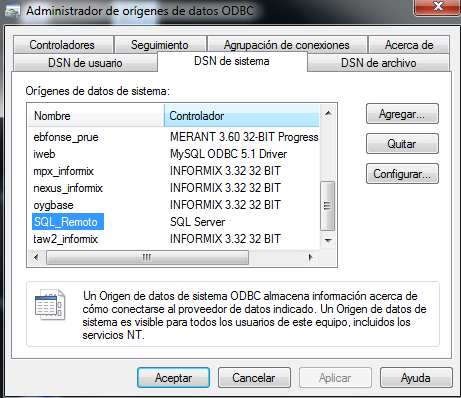 Administrador de orígenes de datos ODBC
Controladores
Seguimiento
Agrupación de conexiones
Acerca de
DSN de usuario
DSN de sistema
DSN de archivo
Orígenes de datos de sistema:
Nombre Controlador
ebfonse_prue MERANT 3.60 32-BIT Progress
iweb MySQL ODBC 5.1 Driver
mpx_informix INFORMIX 3.32 32 BIT
nexus_informix INFORMIX 3.32 32 BIT
oygbase INFORMIX 3.32 32 BIT
SQL_Remoto SQL Server
taw2_informix INFORMIX 3.32 32 BIT
Agregar...
Quitar
Configurar...
Un Origen de datos de sistema ODBC almacena información acerca de
cómo conectarse al proveedor de datos indicado. Un Origen de datos de
sistema es visible para todos los usuarios de este equipo, incluidos los
servicios NT.
Aceptar
Cancelar
Aplicar
Ayuda